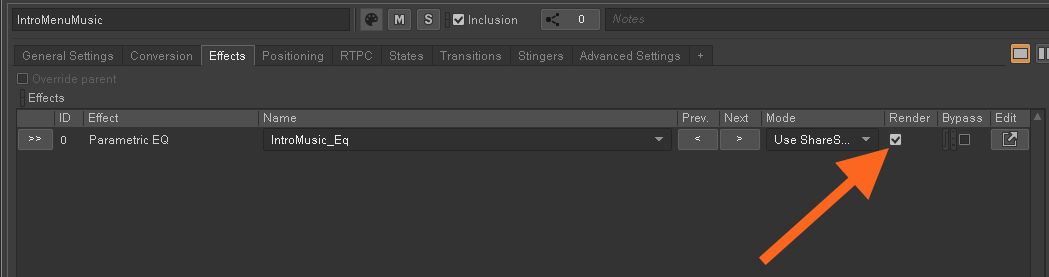 IntroMenuMusic M S Inclusion 0 Notes
General Settings Conversion Effects Positioning RTPC States Transitions Stingers Advanced Settings +
Override parent
Effects
ID Effect Name Prev. Next Mode Render Bypass Edit
>> 0 Parametric EQ IntroMusic_Eq < > Use ShareS...